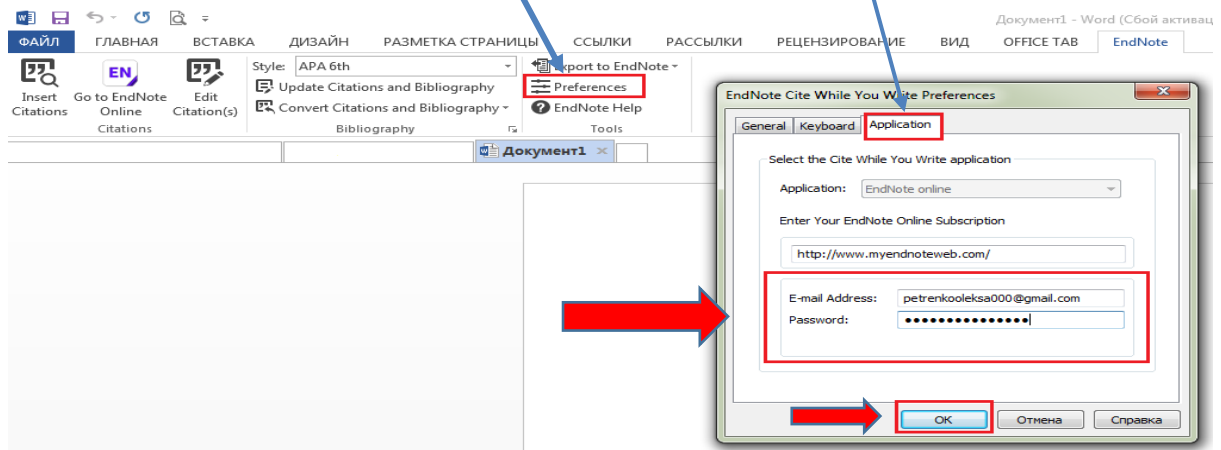 Документ1 - Word (Сбой активац
ФАЙЛ ГЛАВНАЯ ВСТАВКА ДИЗАЙН РАЗМЕТКА СТРАНИЦЫ ССЫЛКИ РАССЫЛКИ РЕЦЕНЗИРОВАНИЕ ВИД OFFICE TAB EndNote
Insert Citations
EN
Go to EndNote Online
Edit Citation(s)
Citations
Style: APA 6th
Update Citations and Bibliography
Convert Citations and Bibliography
Bibliography
Export to EndNote
Preferences
EndNote Help
Tools
Документ1
EndNote Cite While You Write Preferences
General Keyboard Application
Select the Cite While You Write application
Application: EndNote online
Enter Your EndNote Online Subscription
http://www.myendnoteweb.com/
E-mail Address: petrenkooleksa000@gmail.com
Password: ●●●●●●●●●●●●●●●
OK Отмена Справка